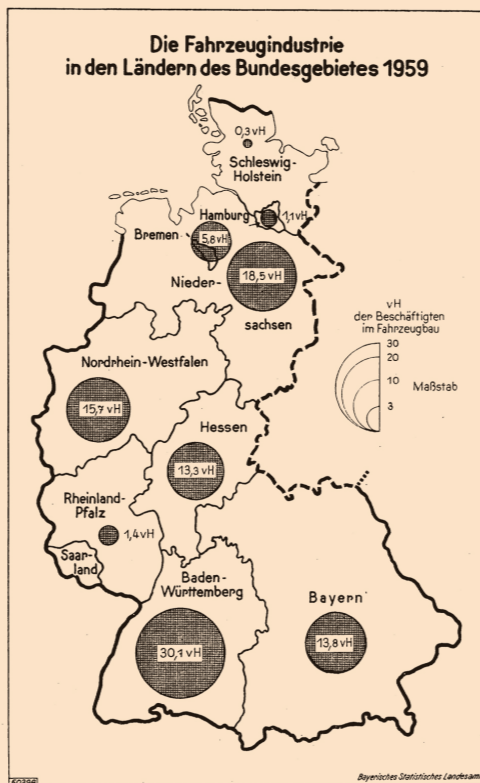 Die Fahrzeugindustrie
in den Ländern des Bundesgebietes 1959
0,3 vH
Schleswig-
Holstein
Hamburg
1,1 vH
Bremen
5,8 vH
Nieder-
18,5 vH
sachsen
vH
der Beschäftigten
im Fahrzeugbau
30
20
10
3
Maßstab
Nordrhein-Westfalen
15,7 vH
Hessen
13,3 vH
Rheinland-
Pfalz
1,4 vH
Saar-
land
Baden-
Württemberg
30,1 vH
Bayern
13,8 vH
Bayerisches Statistisches Landesamt